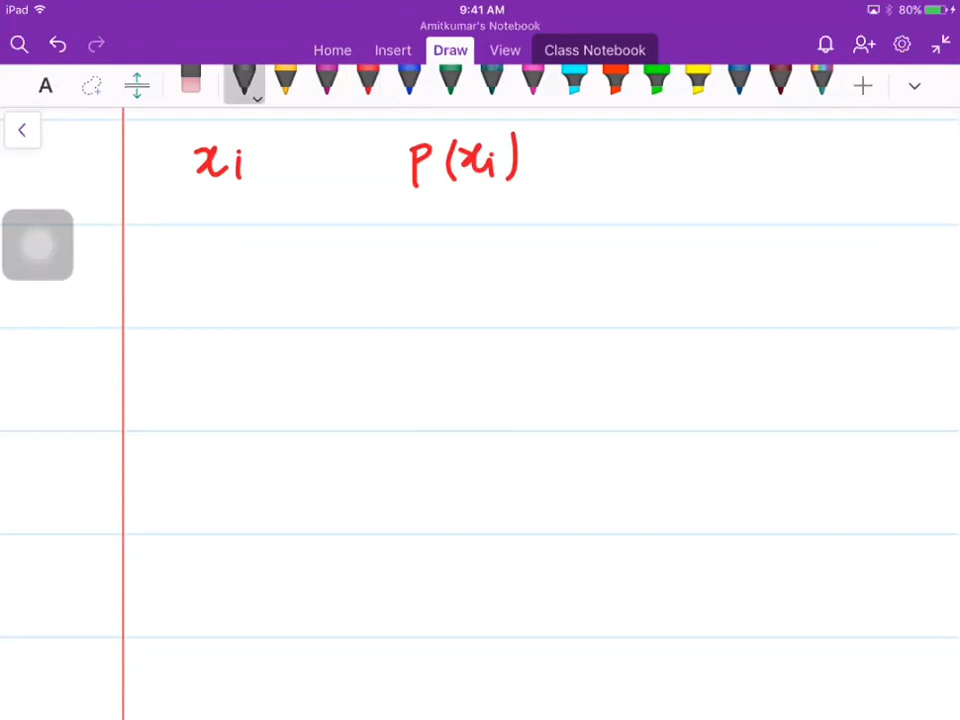 iPad 9:41 AM 80%
Amitkumar's Notebook
Home Insert Draw View Class Notebook
A
xi P(xi)